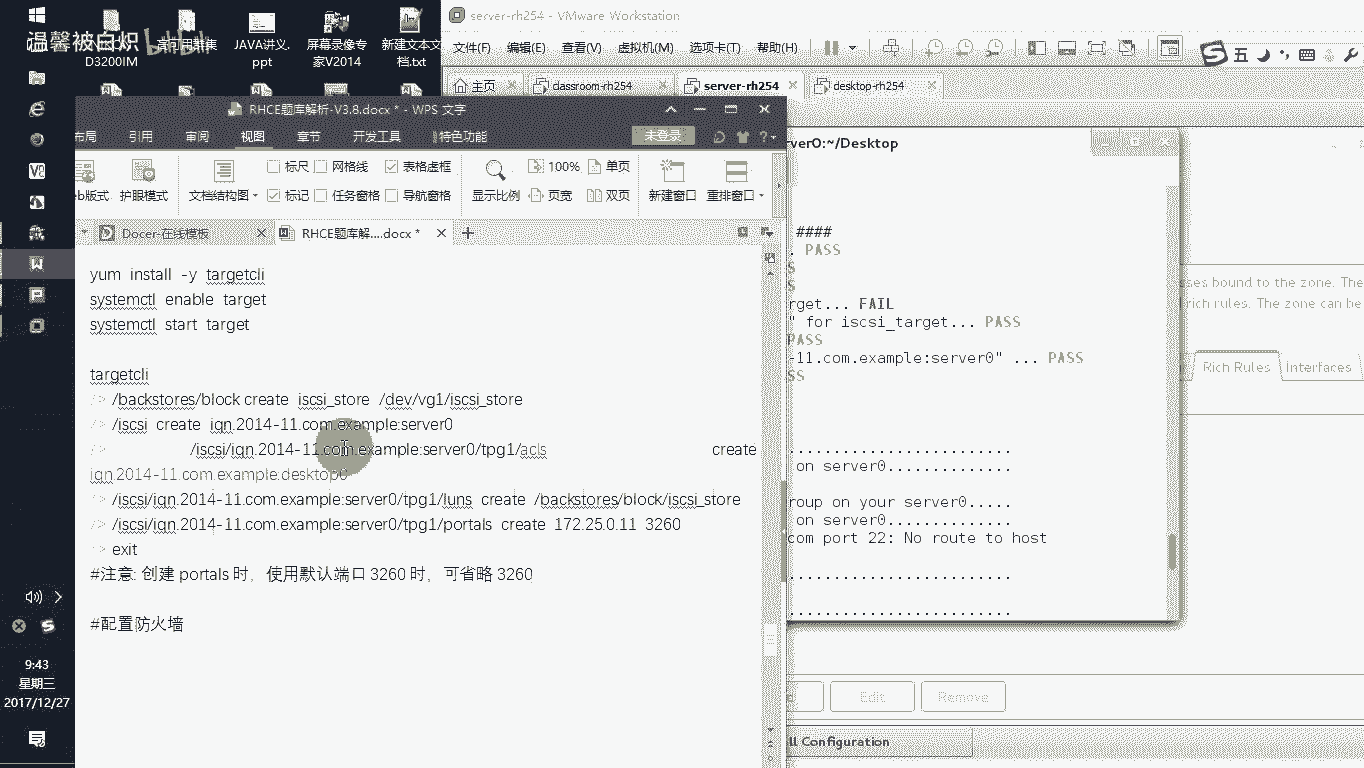 server-rh254 - VMware Workstation
温馨被白炽
D3200IM
JAVA讲义.ppt
屏幕录像专家V2014
新建文本文档.txt
文件(F) 编辑(E) 查看(V) 虚拟机(M) 选项卡(T) 帮助(H)
五
主页 classroom-rh254 server-rh254 desktop-rh254
RHCE题库解析-V3.8.docx * - WPS 文字
布局 引用 审阅 视图 章节 开发工具 特色功能 未登录
标尺 网格线 表格虚框 100% 单页
版式 护眼模式 文档结构图 标记 任务窗格 导航窗格 显示比例 页宽 双页 新建窗口 重排窗口
Docer-在线模板 RHCE题库解....docx *
yum install -y targetcli
systemctl enable target
systemctl start target
targetcli
/> /backstores/block create iscsi_store /dev/vg1/iscsi_store
/> /iscsi create iqn.2014-11.com.example:server0
/> /iscsi/iqn.2014-11.com.example:server0/tpg1/acls create
iqn.2014-11.com.example:desktop0
/> /iscsi/iqn.2014-11.com.example:server0/tpg1/luns create /backstores/block/iscsi_store
/> /iscsi/iqn.2014-11.com.example:server0/tpg1/portals create 172.25.0.11 3260
/> exit
#注意: 创建 portals 时，使用默认端口 3260 时，可省略 3260
#配置防火墙
rver0:~/Desktop
####
. PASS
S
S
rget... FAIL
" for iscsi_target... PASS
PASS
-11.com.example:server0" ... PASS
SS
.........................
on server0..............
roup on your server0.....
on server0..............
com port 22: No route to host
.........................
.........................
sses bound to the zone. The
rich rules. The zone can be
Rich Rules Interfaces
Edit Remove
ll Configuration
9:43
星期三
2017/12/27